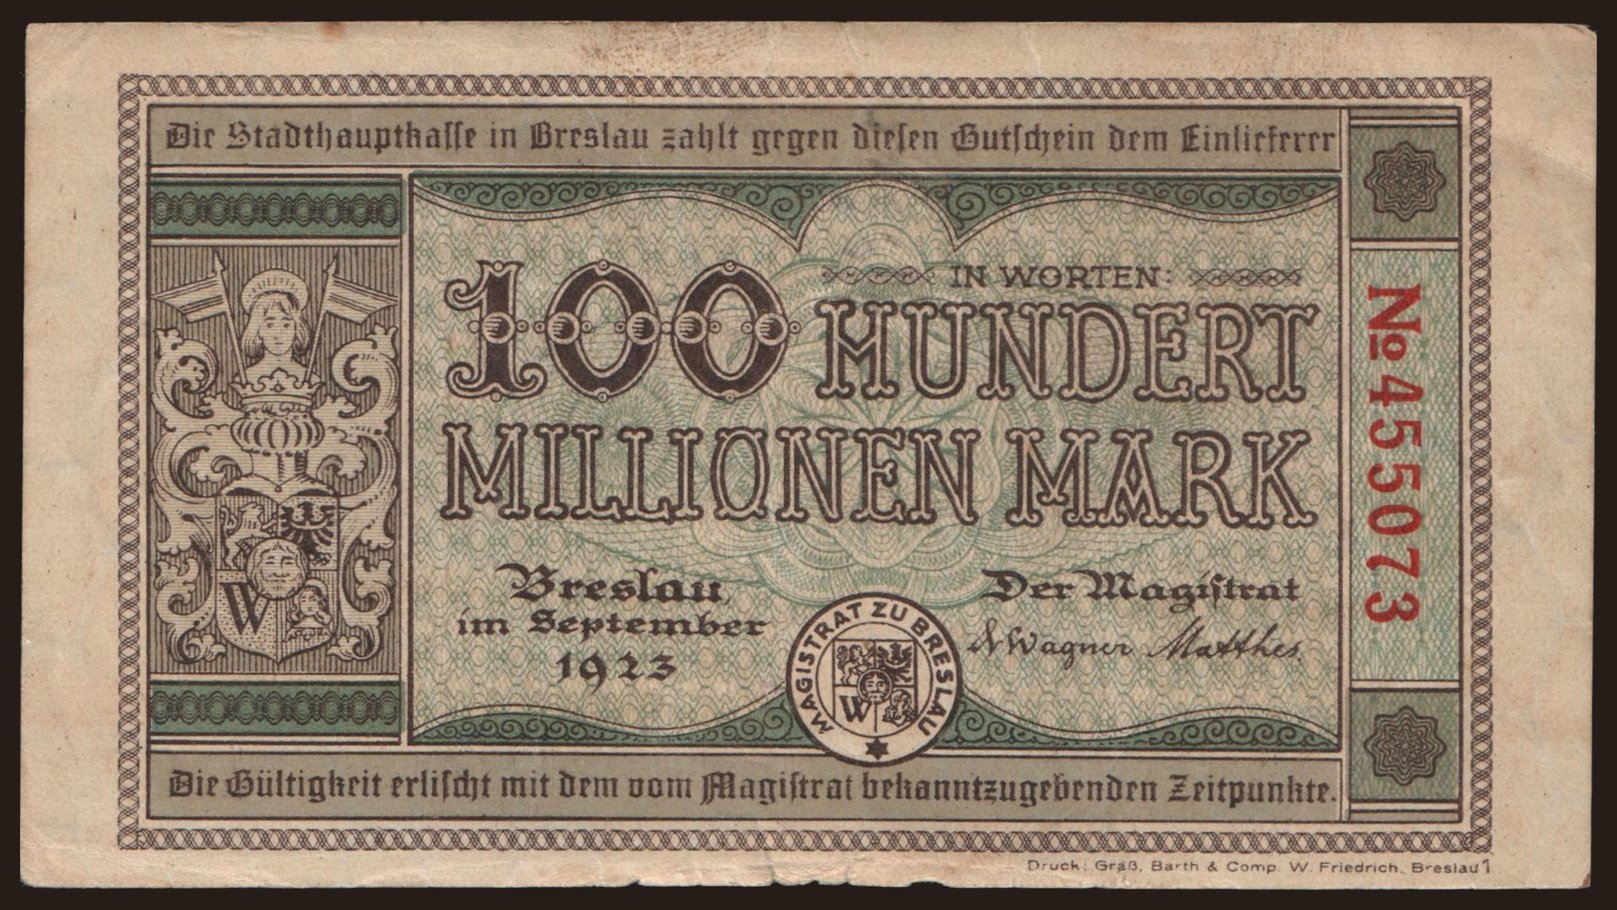 Die Stadthauptkasse in Breslau zahlt gegen diesen Gutschein dem Einlieferer
100 IN WORTEN:
HUNDERT
MILLIONEN MARK
Breslau,
im September
1923
Der Magistrat
Wagner Matthes.
MAGISTRAT ZU BRESLAU
W
W
Die Gültigkeit erlischt mit dem vom Magistrat bekanntzugebenden Zeitpunkte.
№ 455073
Druck: Graß, Barth & Comp. W. Friedrich, Breslau 1